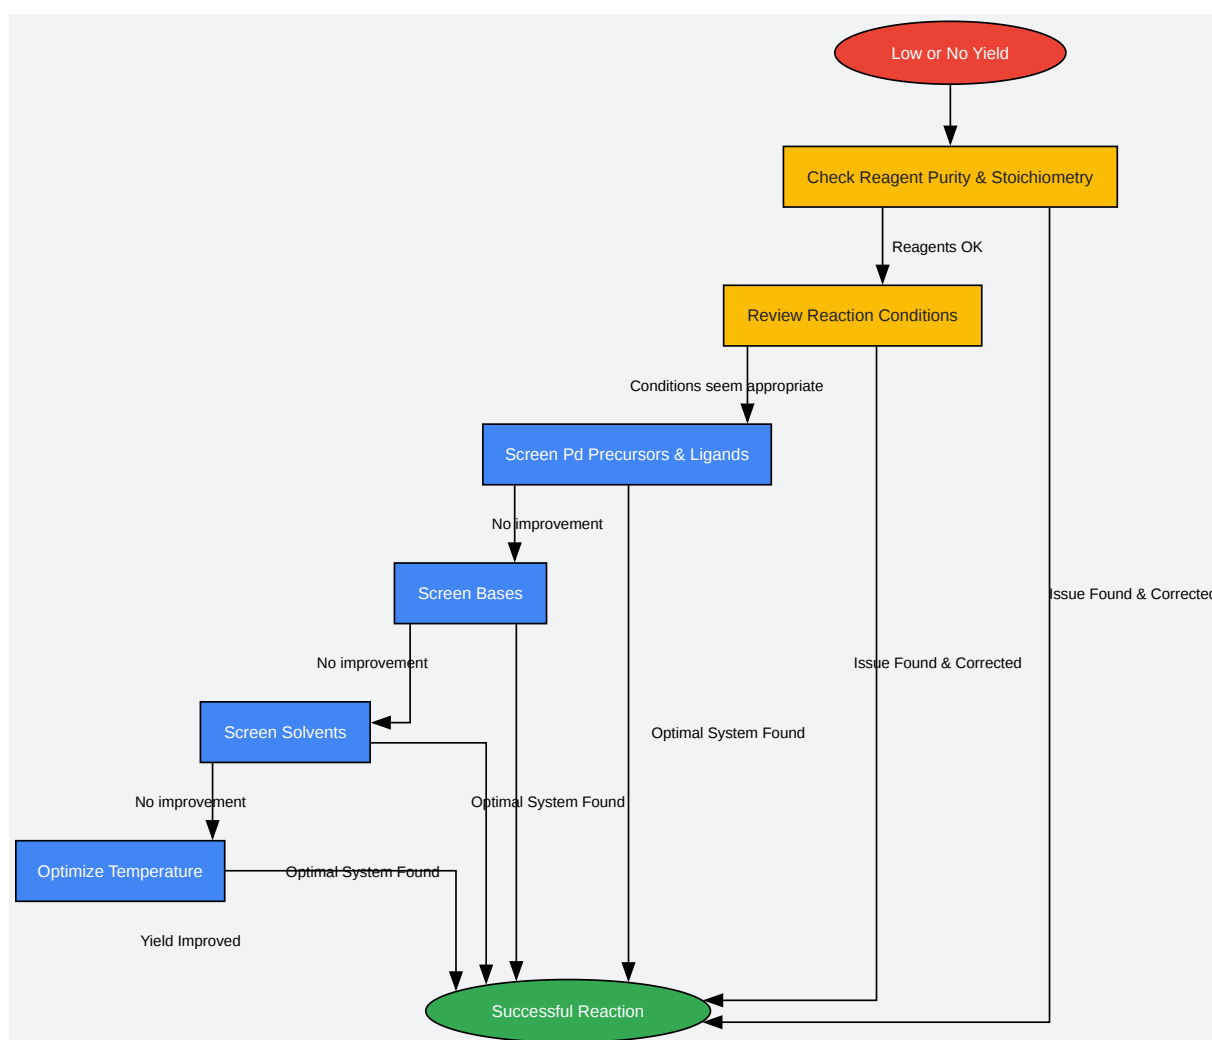 Low or No Yield
Check Reagent Purity & Stoichiometry
Reagents OK
Review Reaction Conditions
Conditions seem appropriate
Screen Pd Precursors & Ligands
No improvement
Screen Bases
Issue Found & Corrected
No improvement
Issue Found & Corrected
Screen Solvents
Optimal System Found
No improvement
Optimal System Found
Optimize Temperature
Optimal System Found
Yield Improved
Successful Reaction